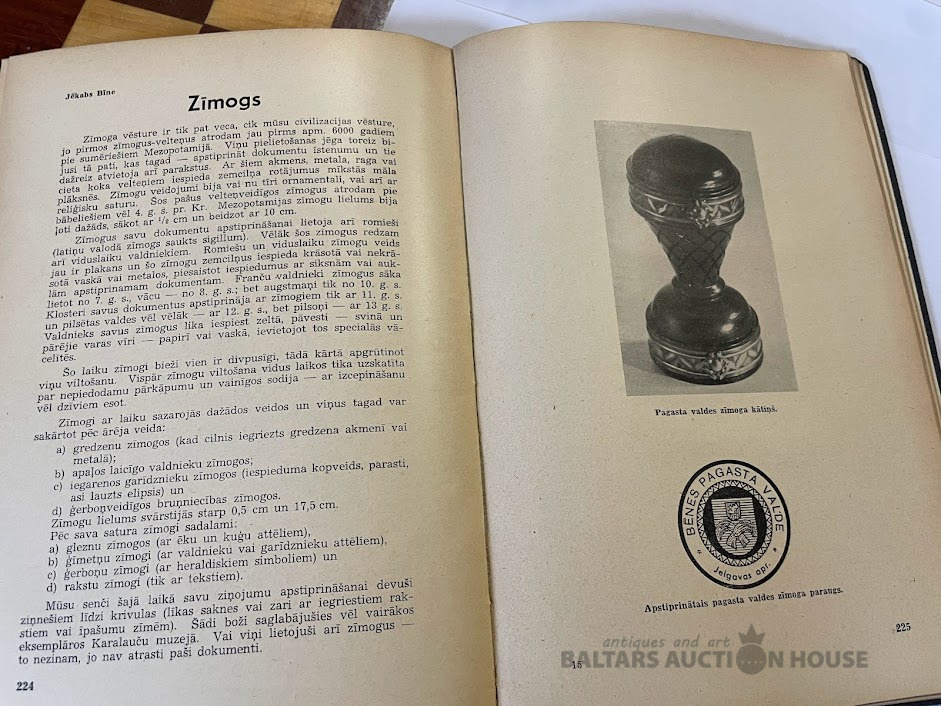 Jēkabs Bīne
Zīmogs
Zīmoga vēsture ir tik pat veca, cik mūsu civilizacijas vēsture,
jo pirmos zīmogus-velteņus atrodam jau pirms apm. 6000 gadiem
pie sumēriešiem Mezopotamijā. Viņu pielietošanas jēga toreiz bi-
jusi tā pati, kas tagad — apstiprināt dokumentu īstenumu un tie
dažreiz atvietoja arī parakstus. Ar šiem akmens, metala, raga vai
cieta koka velteņiem iespieda zemcilņa rotājumus mīkstās māla
plāksnēs. Zīmogu veidojumi bija vai nu tīri ornamentali, vai arī ar
reliģisku saturu. Šos pašus velteņveidīgos zīmogus atrodam pie
bābeliešiem vēl 4. g. s. pr. Kr. Mezopotamijas zīmogu lielums bija
ļoti dažāds, sākot ar ½ cm un beidzot ar 10 cm.
Zīmogus savu dokumentu apstiprināšanai lietoja arī romieši
(latiņu valodā zīmogs saukts sigillum). Vēlāk šos zīmogus redzam
arī viduslaiku valdniekiem. Romiešu un viduslaiku zīmogu veids
jau ir plakans un šo zīmogu zemcilņus iespieda krāsotā vai nekrā-
sotā vaskā vai metalos, piesaistot iespiedumus ar siksnām vai auk-
lām apstiprinamam dokumentam. Franču valdnieki zīmogus sāka
lietot no 7. g. s., vācu — no 8. g. s.; bet augstmaņi tik no 10. g. s.
Klosteri savus dokumentus apstiprināja ar zīmogiem tik ar 11. g. s.
un pilsētas valdes vēl vēlāk — ar 12. g. s., bet pilsoņi — ar 13 g. s.
Valdnieks savus zīmogus lika iespiest zeltā, pāvesti — svinā un
pārējie varas vīri — papīrī vai vaskā, ievietojot tos specialās vā-
celītēs.
Šo laiku zīmogi bieži vien ir divpusīgi, tādā kārtā apgrūtinot
viņu viltošanu. Vispār zīmogu viltošana vidus laikos tika uzskatīta
par nepiedodamu pārkāpumu un vainīgos sodīja — ar izcepināšanu
vēl dzīviem esot.
Zīmogi ar laiku sazarojās dažādos veidos un viņus tagad var
sakārtot pēc ārēja veida:
a) gredzenu zīmogos (kad cilnis iegriezts gredzena akmenī vai
metalā);
b) apaļos laicīgo valdnieku zīmogos;
c) iegarenos garīdznieku zīmogos (iespieduma kopveids, parasti,
asi lauzts elipsis) un
d) ģerboņveidīgos bruņniecības zīmogos.
Zīmogu lielums svārstījās starp 0,5 cm un 17,5 cm.
Pēc sava satura zīmogi sadalami:
a) gleznu zīmogos (ar ēku un kuģu attēliem),
b) ģīmetņu zīmogi (ar valdnieku vai garīdznieku attēliem),
c) ģerboņu zīmogi (ar heraldiskiem simboliem) un
d) rakstu zīmogi (tik ar tekstiem).
Mūsu senči šajā laikā savu ziņojumu apstiprināšanai devuši
ziņnešiem līdzi krivulas (līkas saknes vai zari ar iegriestiem rak-
stiem vai īpašumu zīmēm). Šādi boži saglabājušies vēl vairākos
eksemplāros Karalauču muzejā. Vai viņi lietojuši arī zīmogus —
to nezinam, jo nav atrasti paši dokumenti.
224
Pagasta valdes zīmoga kātiņš.
BĒNES PAGASTA VALDE
Jelgavas apr.
Apstiprinātais pagasta valdes zīmoga paraugs.
15
225
antiques and art
BALTARS AUCTION HOUSE